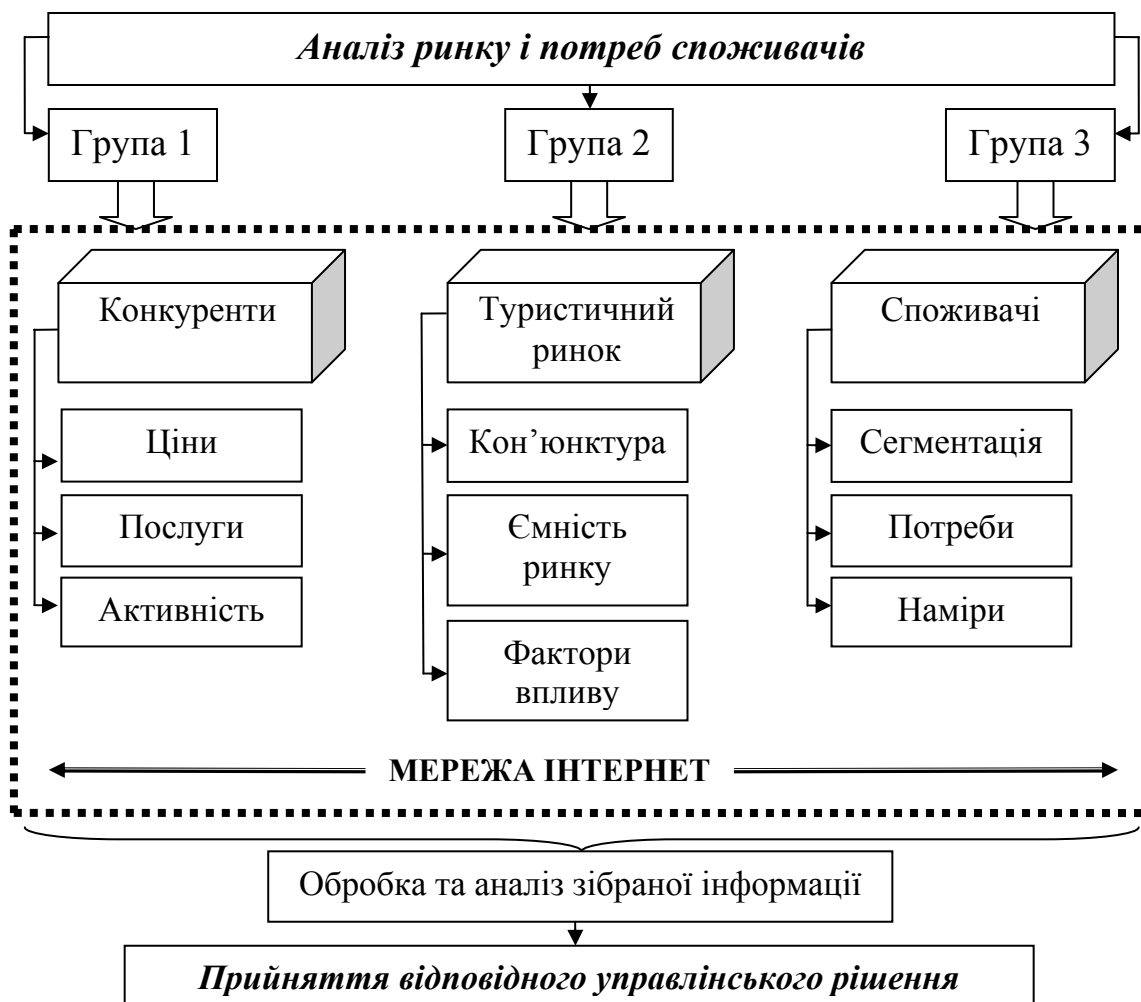 Аналіз ринку і потреб споживачів
Група 1
Група 2
Група 3
Конкуренти
Ціни
Послуги
Активність
Туристичний
ринок
Кон’юнктура
Ємність
ринку
Фактори
впливу
Споживачі
Сегментація
Потреби
Наміри
МЕРЕЖА ІНТЕРНЕТ
Обробка та аналіз зібраної інформації
Прийняття відповідного управлінського рішення